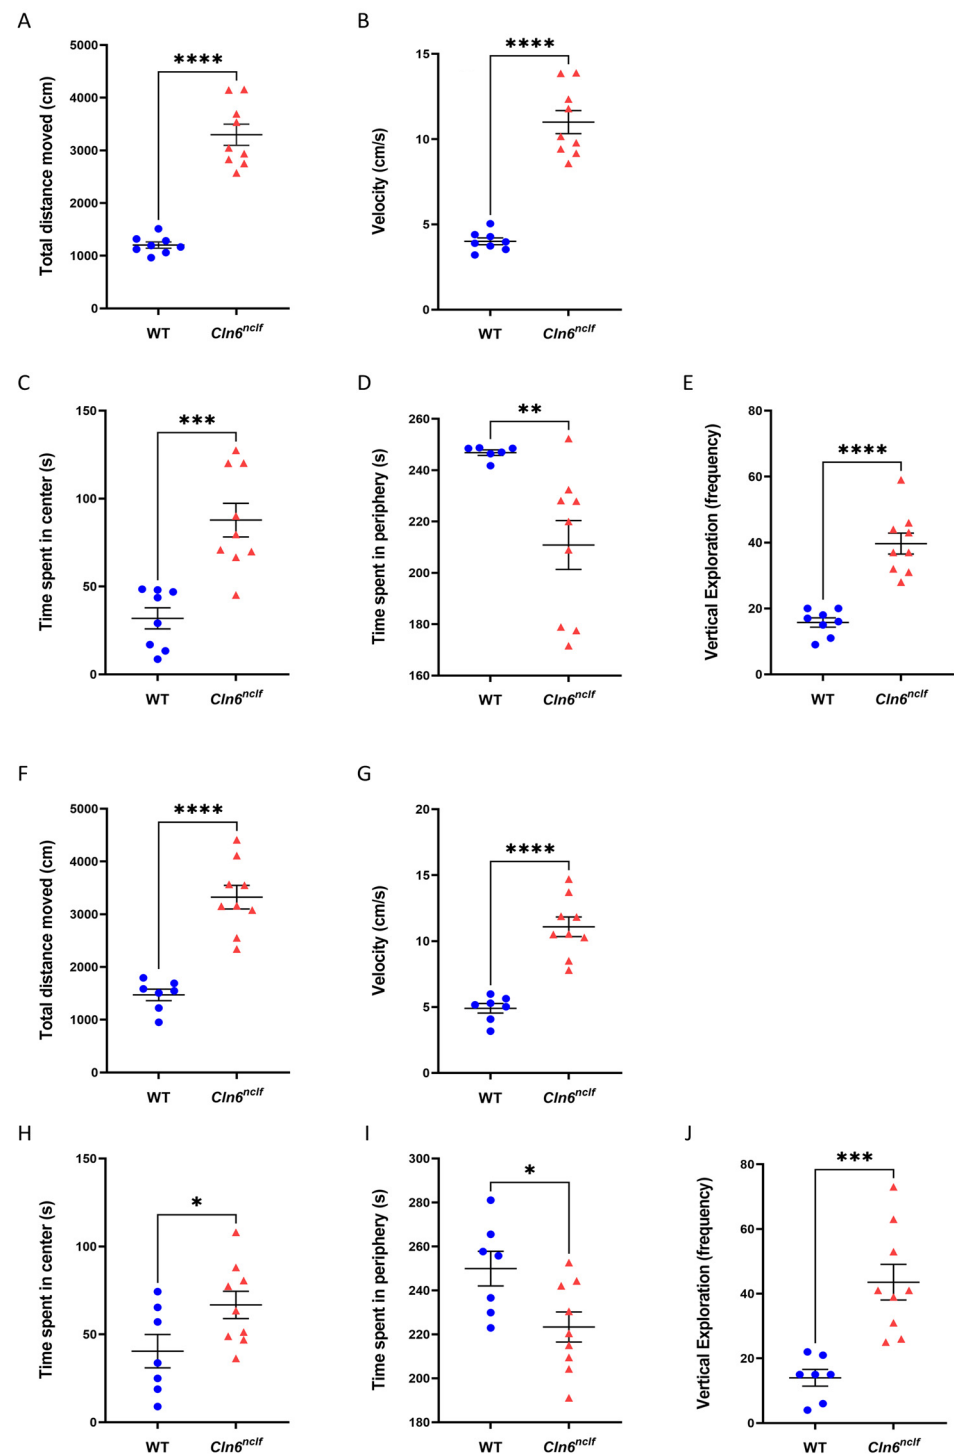 A
Total distance moved (cm)
5000
4000
3000
2000
1000
0
****
WT
Cln6ⁿᶜˡᶠ
B
Velocity (cm/s)
15
10
5
0
****
WT
Cln6ⁿᶜˡᶠ
C
Time spent in center (s)
150
100
50
0
***
WT
Cln6ⁿᶜˡᶠ
D
Time spent in periphery (s)
260
240
220
200
180
160
**
WT
Cln6ⁿᶜˡᶠ
E
Vertical Exploration (frequency)
80
60
40
20
0
****
WT
Cln6ⁿᶜˡᶠ
F
Total distance moved (cm)
5000
4000
3000
2000
1000
0
****
WT
Cln6ⁿᶜˡᶠ
G
Velocity (cm/s)
20
15
10
5
0
****
WT
Cln6ⁿᶜˡᶠ
H
Time spent in center (s)
150
100
50
0
*
WT
Cln6ⁿᶜˡᶠ
I
Time spent in periphery (s)
300
280
260
240
220
200
180
*
WT
Cln6ⁿᶜˡᶠ
J
Vertical Exploration (frequency)
80
60
40
20
0
***
WT
Cln6ⁿᶜˡᶠ